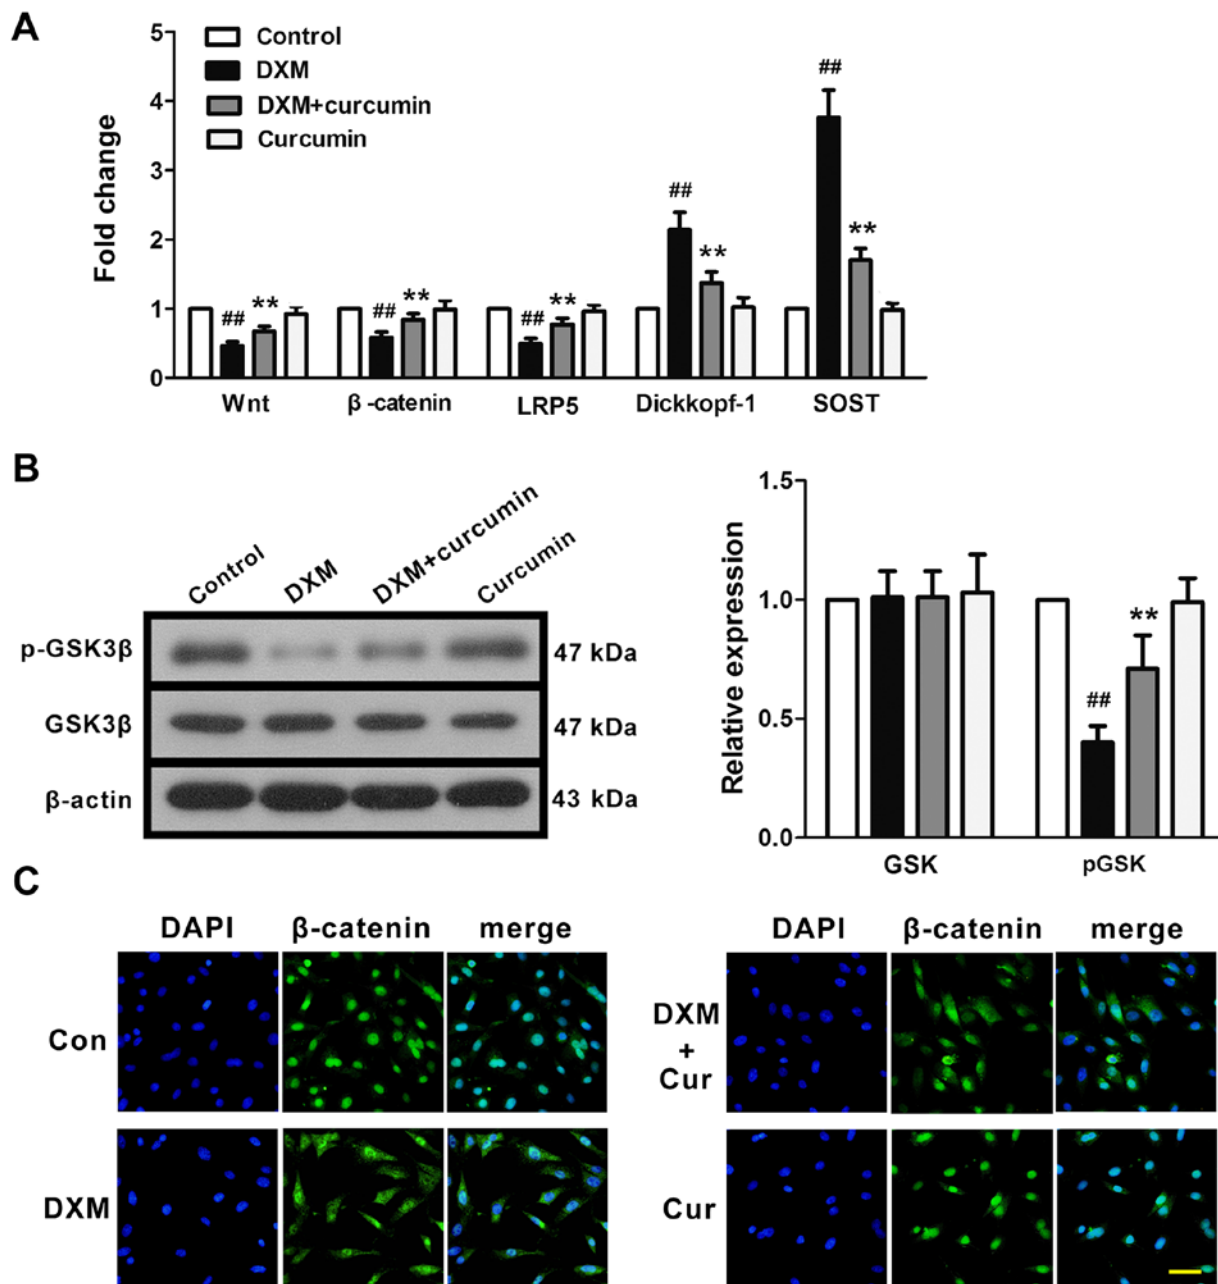 A
Fold change
5
4
3
2
1
0
Control
DXM
DXM+curcumin
Curcumin
## **
## **
## **
## **
## **
Wnt β-catenin LRP5 Dickkopf-1 SOST
B
Control DXM DXM+curcumin Curcumin
p-GSK3β 47 kDa
GSK3β 47 kDa
β-actin 43 kDa
Relative expression
1.5
1.0
0.5
0.0
## **
GSK pGSK
C
DAPI β-catenin merge
Con
DXM
DAPI β-catenin merge
DXM
+
Cur
Cur